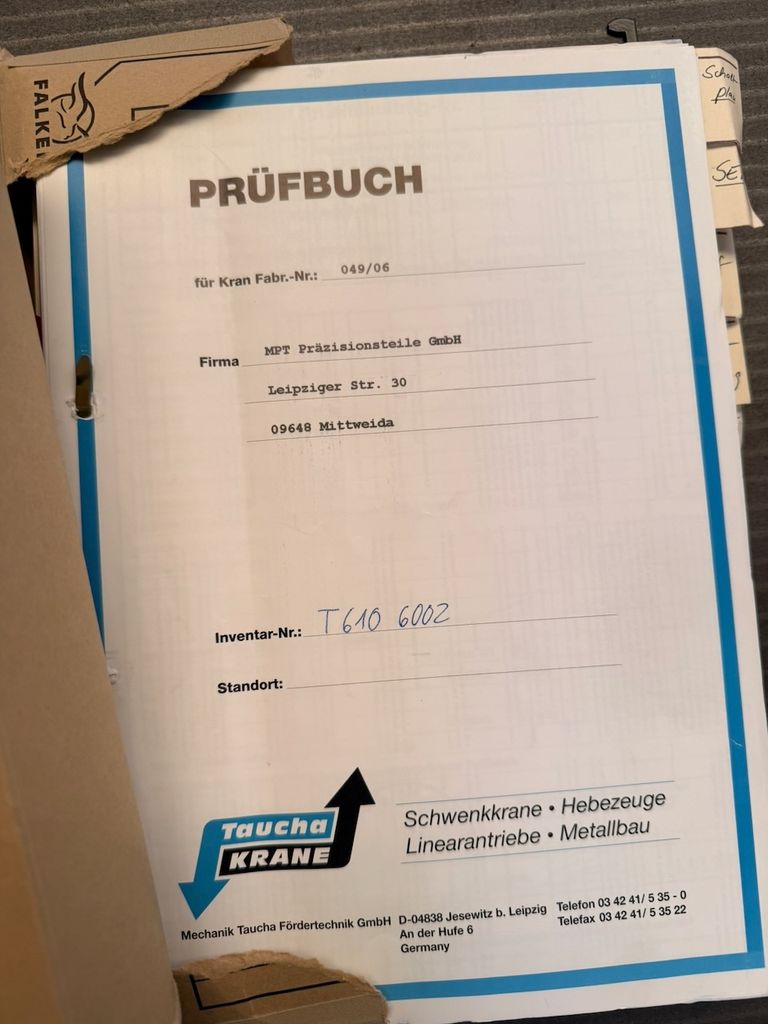 FALKE
PRÜFBUCH
für Kran Fabr.-Nr.: 049/06
Firma MPT Präzisionsteile GmbH
Leipziger Str. 30
09648 Mittweida
Inventar-Nr.: T610 6002
Standort:
Taucha
KRANE
Schwenkkrane • Hebezeuge
Linearantriebe • Metallbau
Mechanik Taucha Fördertechnik GmbH
D-04838 Jesewitz b. Leipzig
An der Hufe 6
Germany
Telefon 03 42 41/ 5 35 - 0
Telefax 03 42 41/ 5 35 22